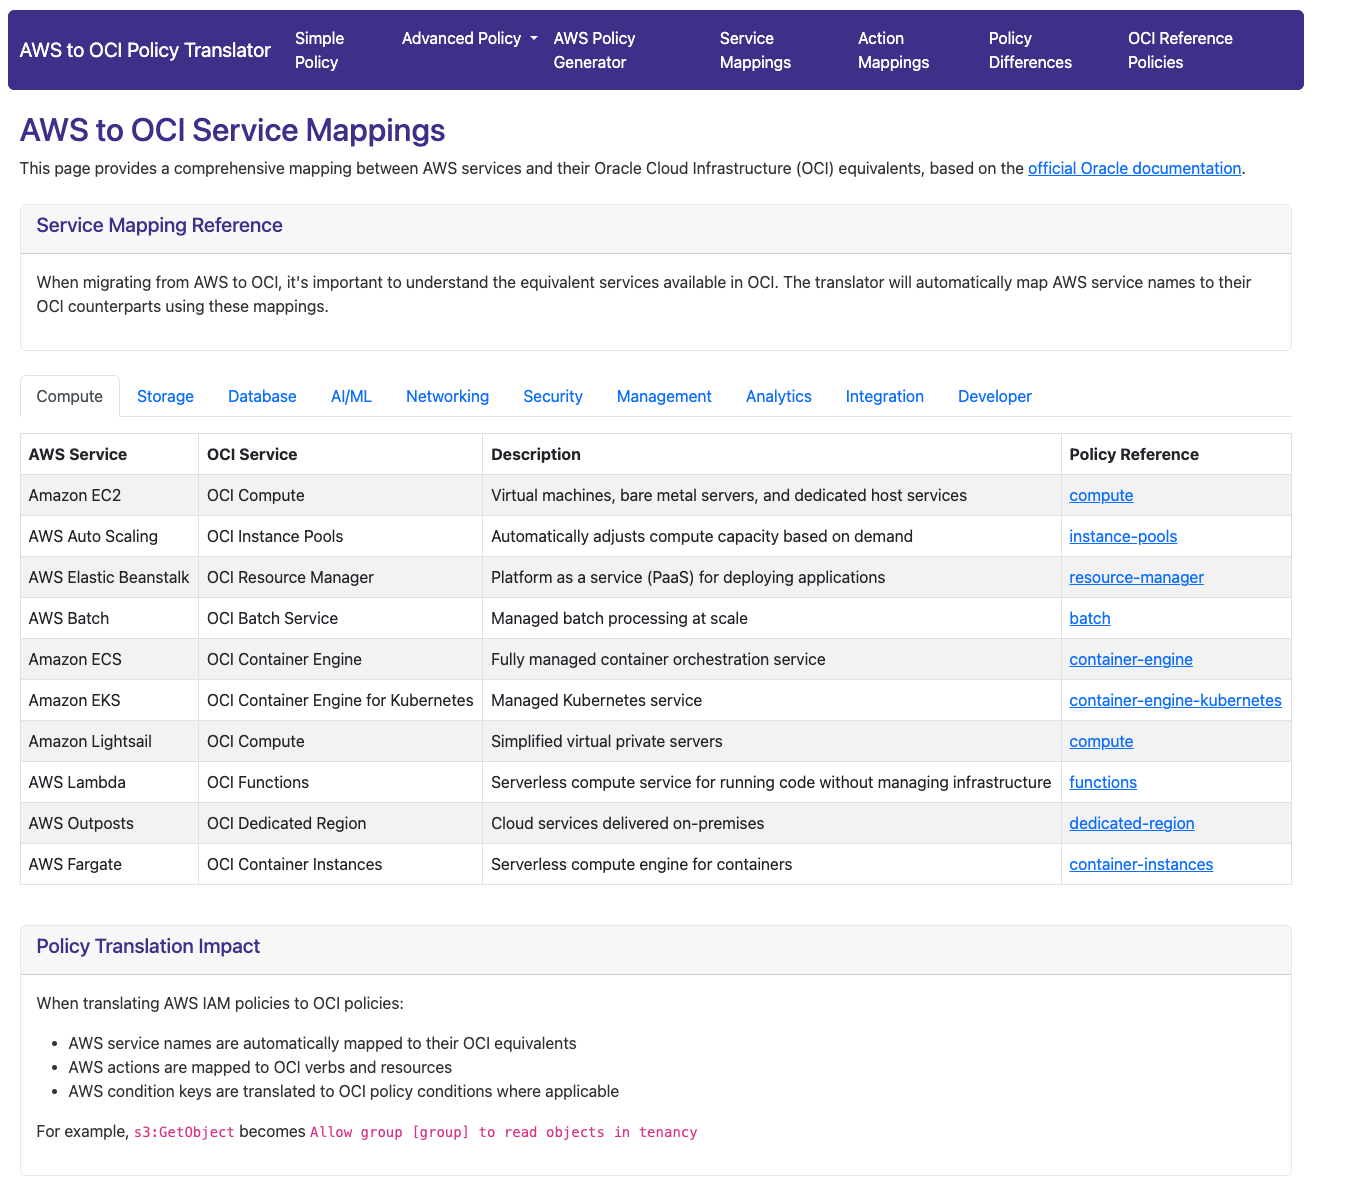 AWS to OCI Policy Translator
Simple Policy
Advanced Policy
AWS Policy Generator
Service Mappings
Action Mappings
Policy Differences
OCI Reference Policies
AWS to OCI Service Mappings
This page provides a comprehensive mapping between AWS services and their Oracle Cloud Infrastructure (OCI) equivalents, based on the official Oracle documentation.
Service Mapping Reference
When migrating from AWS to OCI, it's important to understand the equivalent services available in OCI. The translator will automatically map AWS service names to their
OCI counterparts using these mappings.
Compute Storage Database AI/ML Networking Security Management Analytics Integration Developer
AWS Service OCI Service Description Policy Reference
Amazon EC2 OCI Compute Virtual machines, bare metal servers, and dedicated host services compute
AWS Auto Scaling OCI Instance Pools Automatically adjusts compute capacity based on demand instance-pools
AWS Elastic Beanstalk OCI Resource Manager Platform as a service (PaaS) for deploying applications resource-manager
AWS Batch OCI Batch Service Managed batch processing at scale batch
Amazon ECS OCI Container Engine Fully managed container orchestration service container-engine
Amazon EKS OCI Container Engine for Kubernetes Managed Kubernetes service container-engine-kubernetes
Amazon Lightsail OCI Compute Simplified virtual private servers compute
AWS Lambda OCI Functions Serverless compute service for running code without managing infrastructure functions
AWS Outposts OCI Dedicated Region Cloud services delivered on-premises dedicated-region
AWS Fargate OCI Container Instances Serverless compute engine for containers container-instances
Policy Translation Impact
When translating AWS IAM policies to OCI policies:
• AWS service names are automatically mapped to their OCI equivalents
• AWS actions are mapped to OCI verbs and resources
• AWS condition keys are translated to OCI policy conditions where applicable
For example, s3:GetObject becomes Allow group [group] to read objects in tenancy